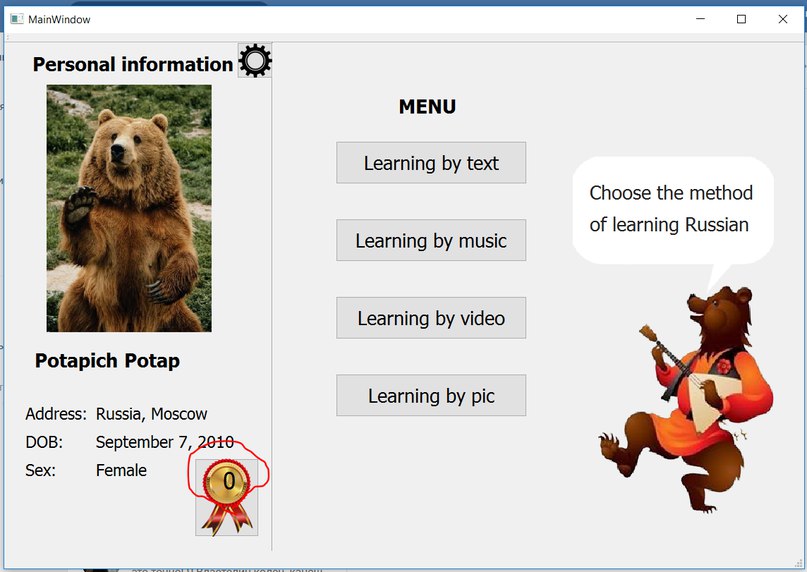 MainWindow
Personal information
MENU
Learning by text
Choose the method
of learning Russian
Learning by music
Learning by video
Potapich Potap
Learning by pic
Address: Russia, Moscow
DOB: September 7, 2010
Sex: Female
0